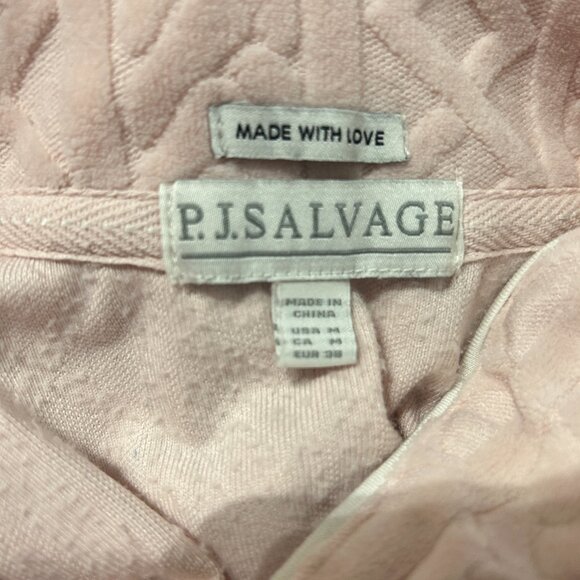 MADE WITH LOVE
P.J.SALVAGE
MADE IN
CHINA
USA M
CA M
EUR 38